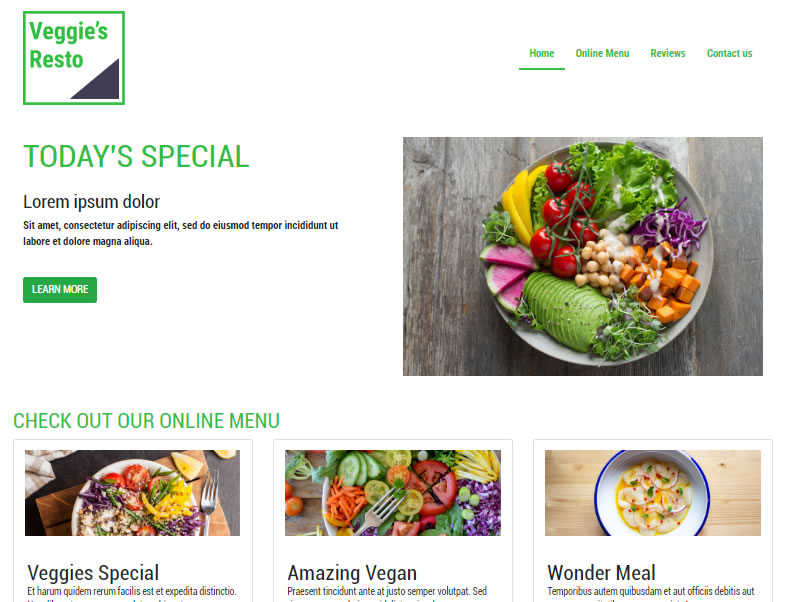 Veggie's
Resto
Home Online Menu Reviews Contact us
TODAY'S SPECIAL
Lorem ipsum dolor
Sit amet, consectetur adipiscing elit, sed do eiusmod tempor incididunt ut
labore et dolore magna aliqua.
LEARN MORE
CHECK OUT OUR ONLINE MENU
Veggies Special
Et harum quidem rerum facilis est et expedita distinctio.
Amazing Vegan
Praesent tincidunt ante at justo semper volutpat. Sed
Wonder Meal
Temporibus autem quibusdam et aut officiis debitis aut